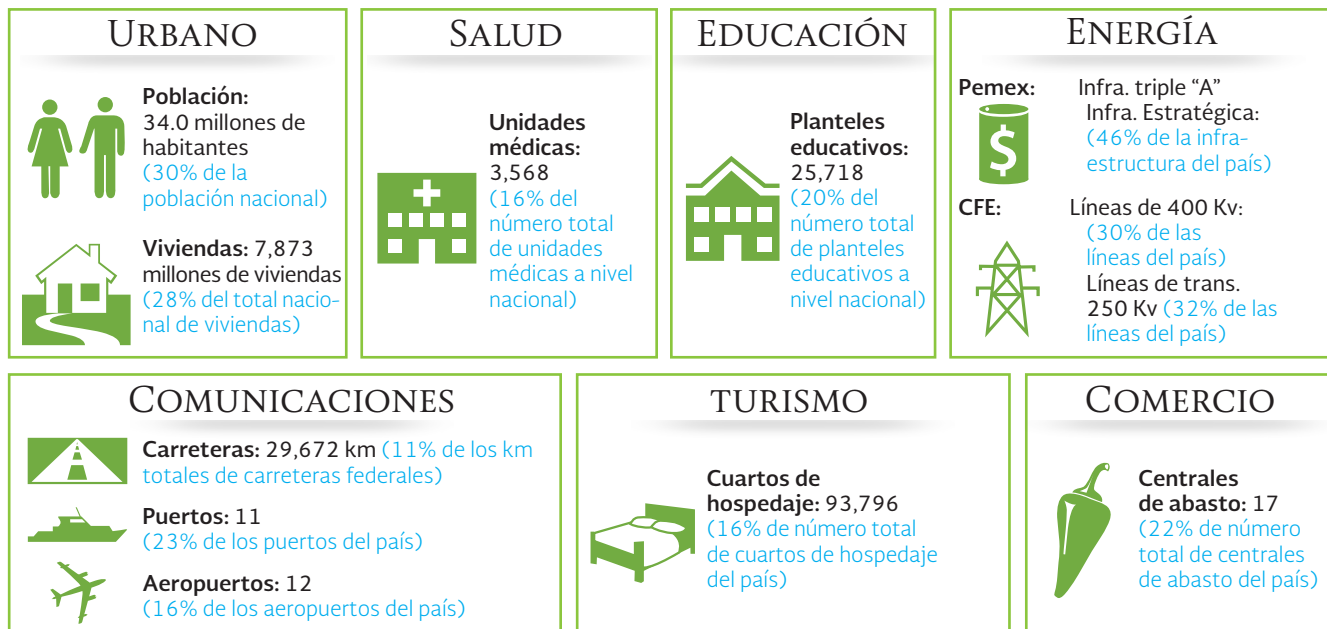 URBANO
Población:
34.0 millones de
habitantes
(30% de la
población nacional)
Viviendas: 7,873
millones de viviendas
(28% del total nacio-
nal de viviendas)
SALUD
Unidades
médicas:
3,568
(16% del
número total
de unidades
médicas a nivel
nacional)
EDUCACIÓN
Planteles
educativos:
25,718
(20% del
número total
de planteles
educativos a
nivel nacional)
ENERGÍA
Pemex: Infra. triple “A”
Infra. Estratégica:
(46% de la infra-
estructura del país)
$
CFE: Líneas de 400 Kv:
(30% de las
líneas del país)
Líneas de trans.
250 Kv (32% de las
líneas del país)
COMUNICACIONES
Carreteras: 29,672 km (11% de los km
totales de carreteras federales)
Puertos: 11
(23% de los puertos del país)
Aeropuertos: 12
(16% de los aeropuertos del país)
TURISMO
Cuartos de
hospedaje: 93,796
(16% de número total
de cuartos de hospedaje
del país)
COMERCIO
Centrales
de abasto: 17
(22% de número
total de centrales
de abasto del país)